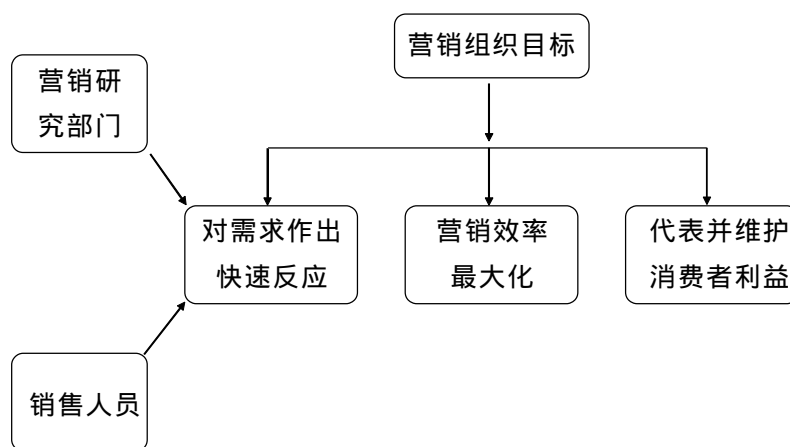 营销组织目标
营销研
究部门
对需求作出
快速反应
营销效率
最大化
代表并维护
消费者利益
销售人员